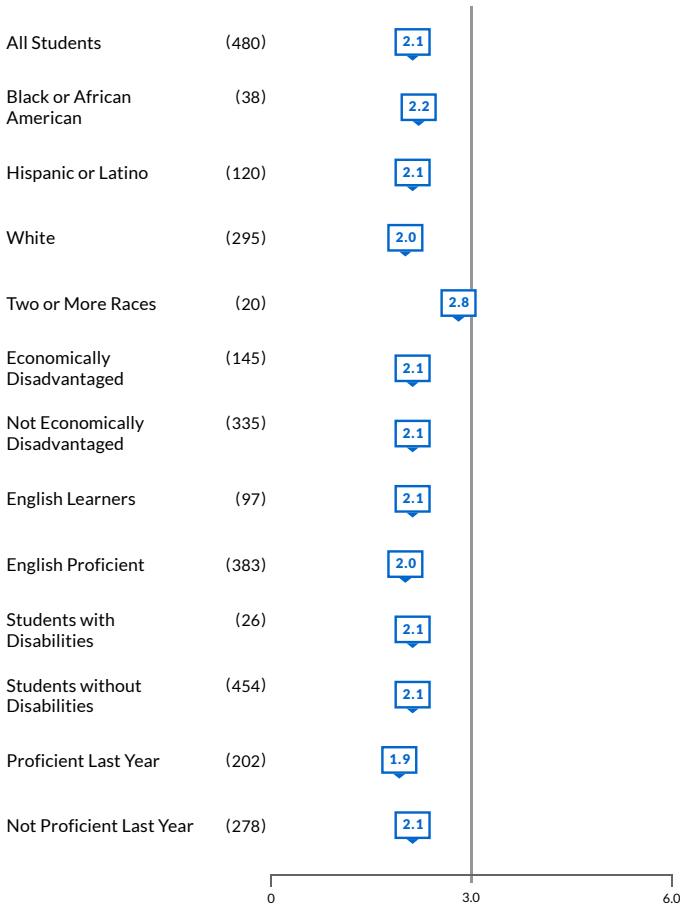 All Students (480) 2.1
Black or African (38) 2.2
American
Hispanic or Latino (120) 2.1
White (295) 2.0
Two or More Races (20) 2.8
Economically (145) 2.1
Disadvantaged
Not Economically (335) 2.1
Disadvantaged
English Learners (97) 2.1
English Proficient (383) 2.0
Students with (26) 2.1
Disabilities
Students without (454) 2.1
Disabilities
Proficient Last Year (202) 1.9
Not Proficient Last Year (278) 2.1
0 3.0 6.0